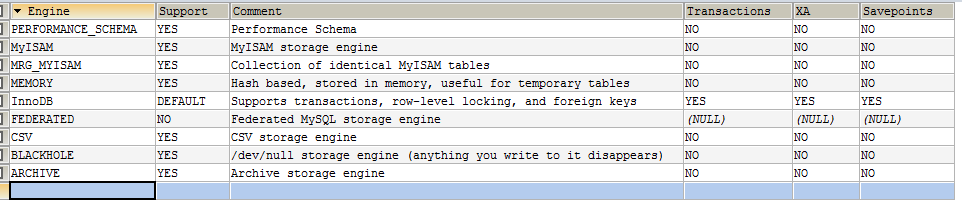 Engine Support Comment Transactions XA Savepoints
PERFORMANCE_SCHEMA YES Performance Schema NO NO NO
MyISAM YES MyISAM storage engine NO NO NO
MRG_MYISAM YES Collection of identical MyISAM tables NO NO NO
MEMORY YES Hash based, stored in memory, useful for temporary tables NO NO NO
InnoDB DEFAULT Supports transactions, row-level locking, and foreign keys YES YES YES
FEDERATED NO Federated MySQL storage engine (NULL) (NULL) (NULL)
CSV YES CSV storage engine NO NO NO
BLACKHOLE YES /dev/null storage engine (anything you write to it disappears) NO NO NO
ARCHIVE YES Archive storage engine NO NO NO